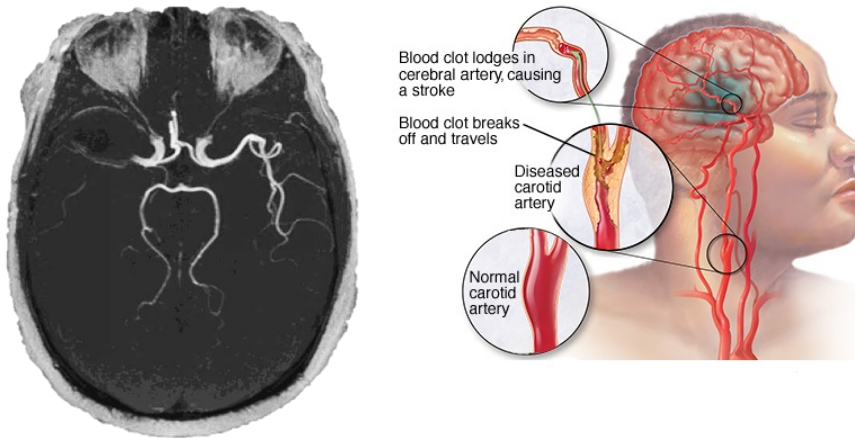 Blood clot lodges in
cerebral artery, causing
a stroke
Blood clot breaks
off and travels
Diseased
carotid
artery
Normal
carotid
artery